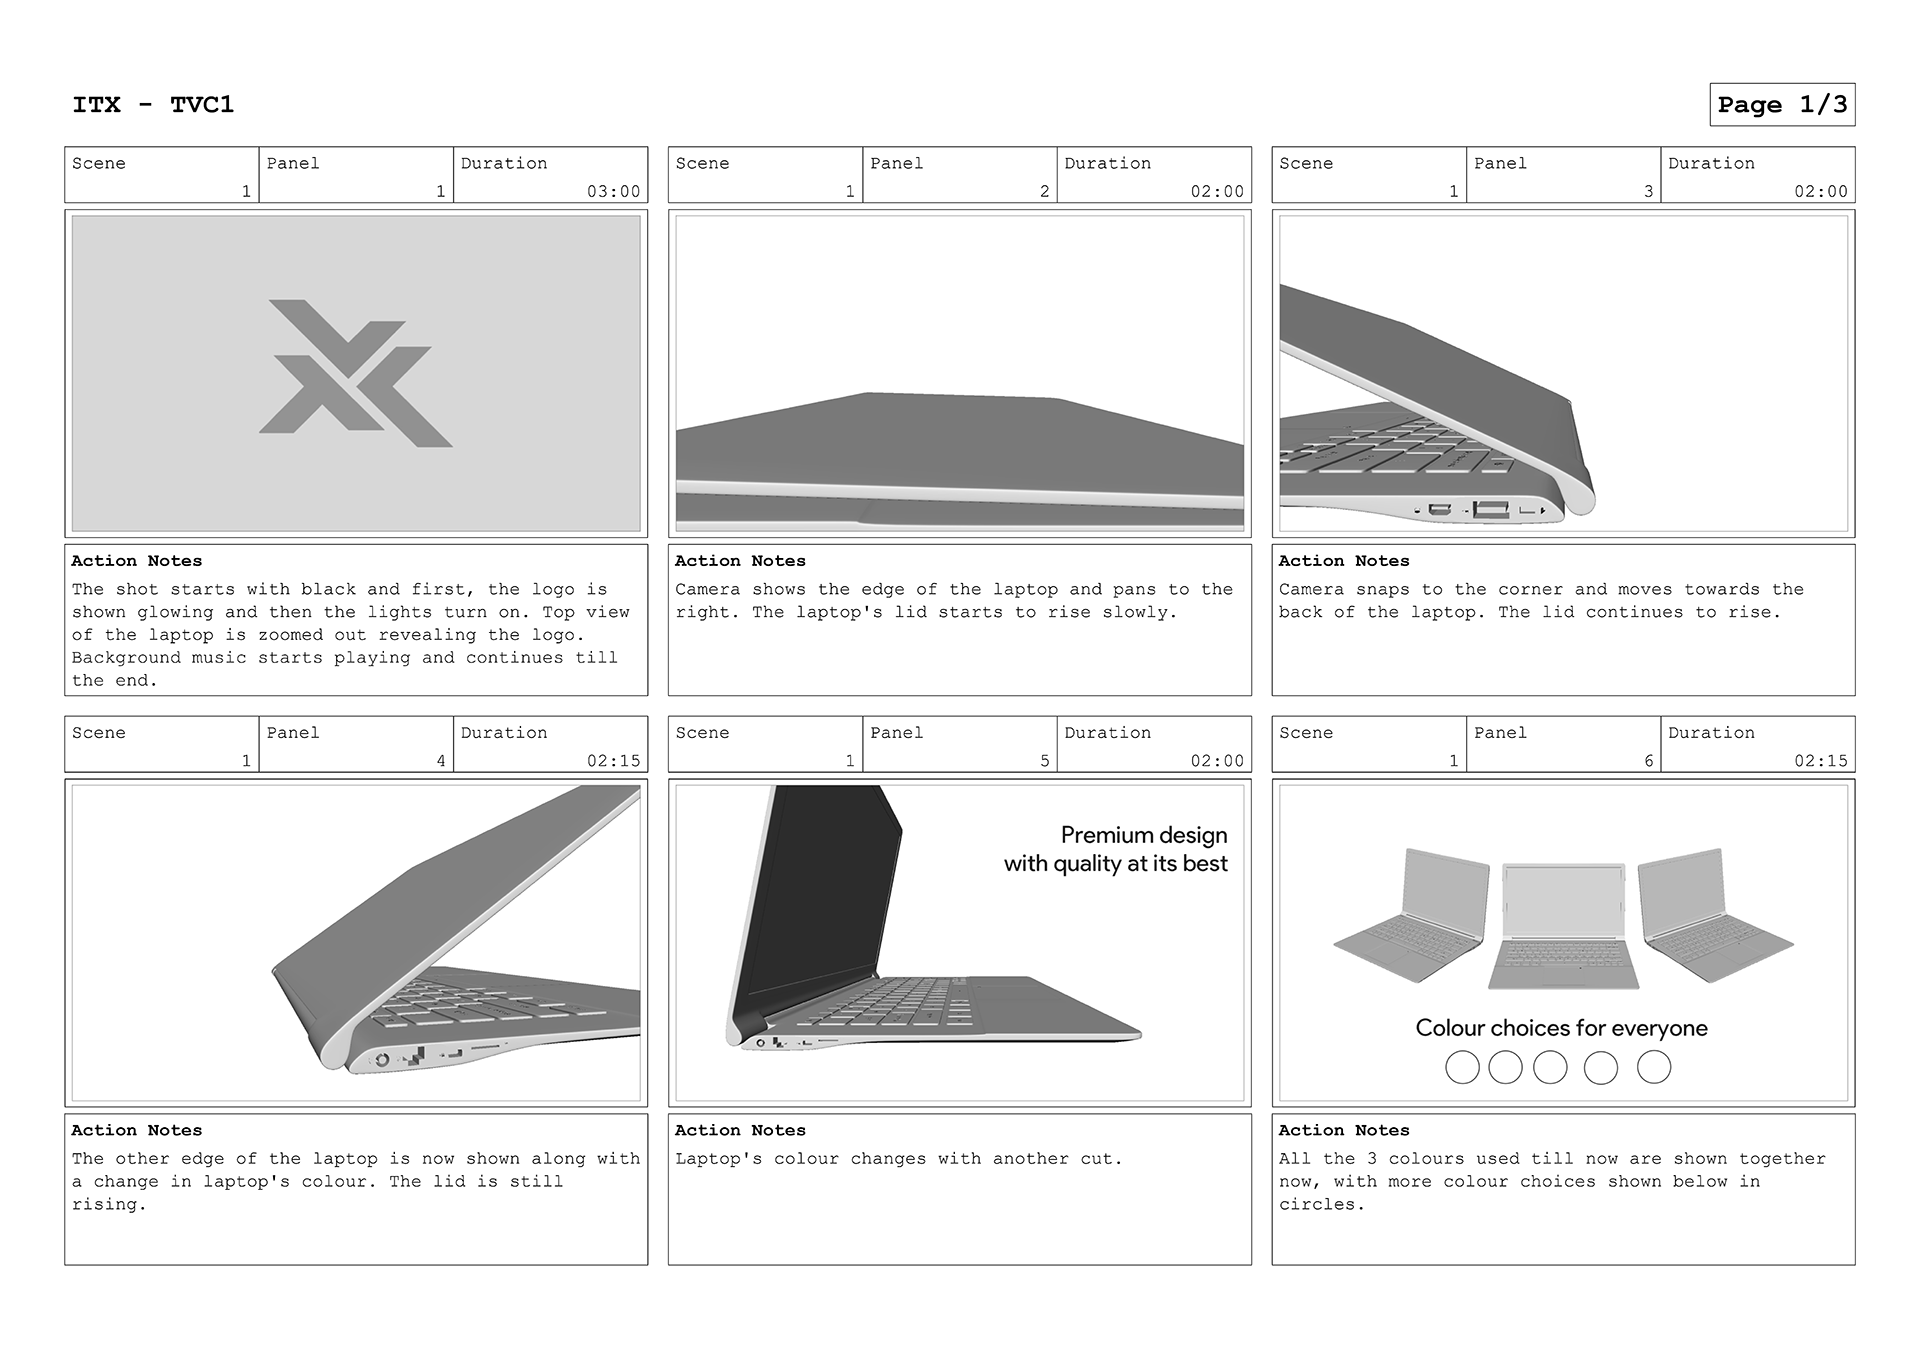 ITX - TVC1
Page 1/3
Scene
1
Panel
1
Duration
03:00
Action Notes
The shot starts with black and first, the logo is
shown glowing and then the lights turn on. Top view
of the laptop is zoomed out revealing the logo.
Background music starts playing and continues till
the end.
Scene
1
Panel
2
Duration
02:00
Action Notes
Camera shows the edge of the laptop and pans to the
right. The laptop's lid starts to rise slowly.
Scene
1
Panel
3
Duration
02:00
Action Notes
Camera snaps to the corner and moves towards the
back of the laptop. The lid continues to rise.
Scene
1
Panel
4
Duration
02:15
Action Notes
The other edge of the laptop is now shown along with
a change in laptop's colour. The lid is still
rising.
Scene
1
Panel
5
Duration
02:00
Premium design
with quality at its best
Action Notes
Laptop's colour changes with another cut.
Scene
1
Panel
6
Duration
02:15
Colour choices for everyone
Action Notes
All the 3 colours used till now are shown together
now, with more colour choices shown below in
circles.